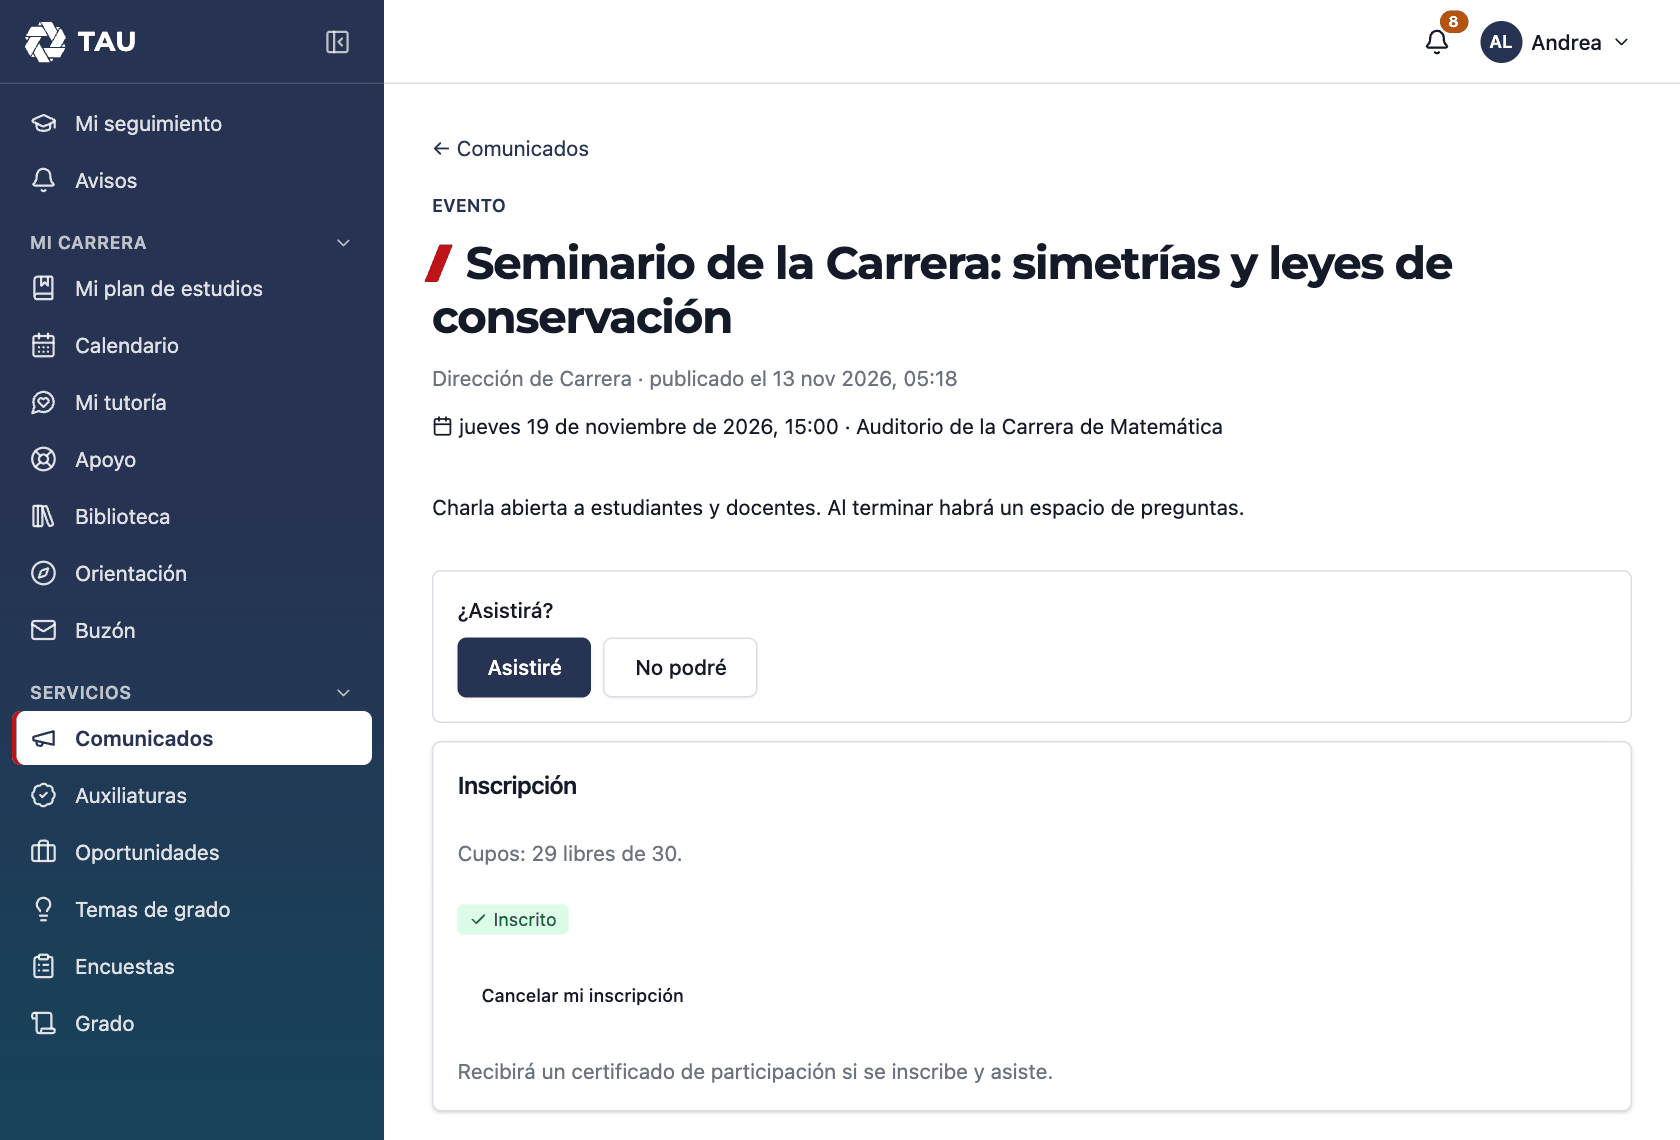 TAU
Mi seguimiento
Avisos
MI CARRERA
Mi plan de estudios
Calendario
Mi tutoría
Apoyo
Biblioteca
Orientación
Buzón
SERVICIOS
Comunicados
Auxiliaturas
Oportunidades
Temas de grado
Encuestas
Grado
8
AL
Andrea
← Comunicados
EVENTO
Seminario de la Carrera: simetrías y leyes de
conservación
Dirección de Carrera · publicado el 13 nov 2026, 05:18
jueves 19 de noviembre de 2026, 15:00 · Auditorio de la Carrera de Matemática
Charla abierta a estudiantes y docentes. Al terminar habrá un espacio de preguntas.
¿Asistirá?
Asistiré
No podré
Inscripción
Cupos: 29 libres de 30.
Inscrito
Cancelar mi inscripción
Recibirá un certificado de participación si se inscribe y asiste.